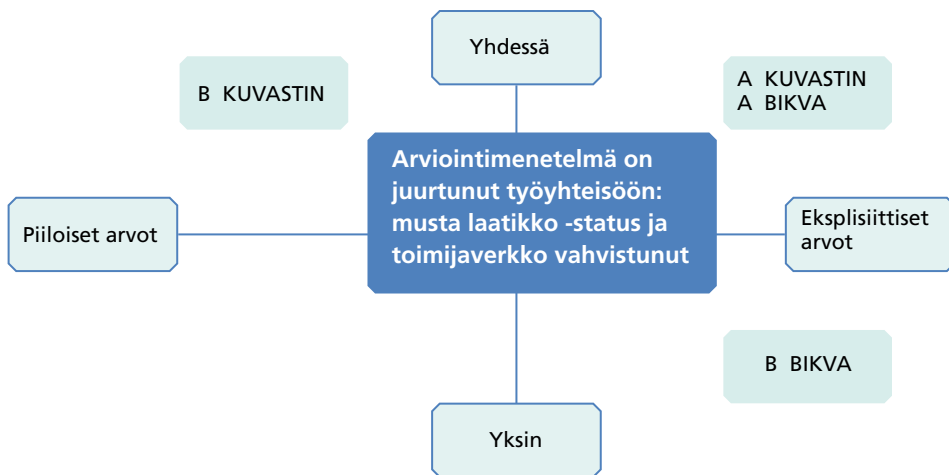 Yhdessä
B KUVASTIN
A KUVASTIN
A BIKVA
Arviointimenetelmä on
juurtunut työyhteisöön:
musta laatikko -status ja
toimijaverkko vahvistunut
Piiloiset arvot
Eksplisiittiset
arvot
B BIKVA
Yksin